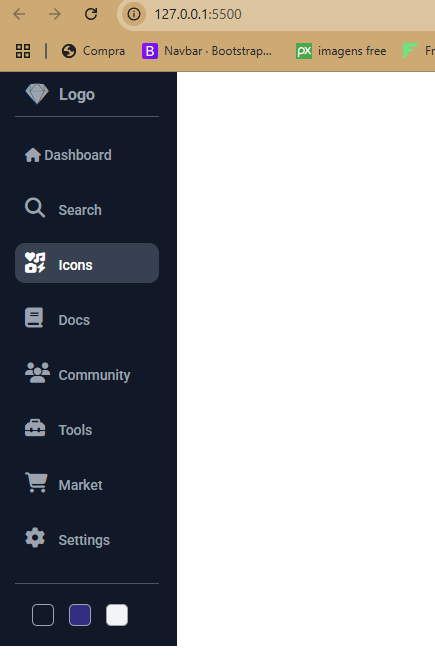 127.0.0.1:5500
Compra
B Navbar · Bootstrap...
px imagens free
Fr
Logo
Dashboard
Search
Icons
Docs
Community
Tools
Market
Settings